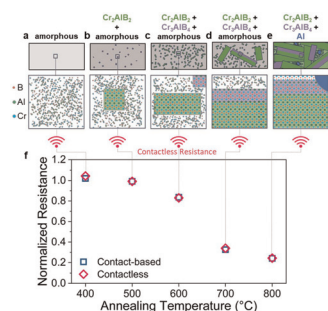 Cr₂AlB₂ + Cr₂AlB₂ + Cr₂AlB₂ +
Cr₂AlB₂ Cr₃AlB₄ + Cr₃AlB₄ + Cr₃AlB₄ +
a amorphous b + amorphous c amorphous d amorphous e Al
B
Al
Cr
Contactless Resistance
f
Normalized Resistance
1.2
1.0
0.8
0.6
0.4
0.2
0.0
Contact-based
Contactless
400 500 600 700 800
Annealing Temperature (°C)